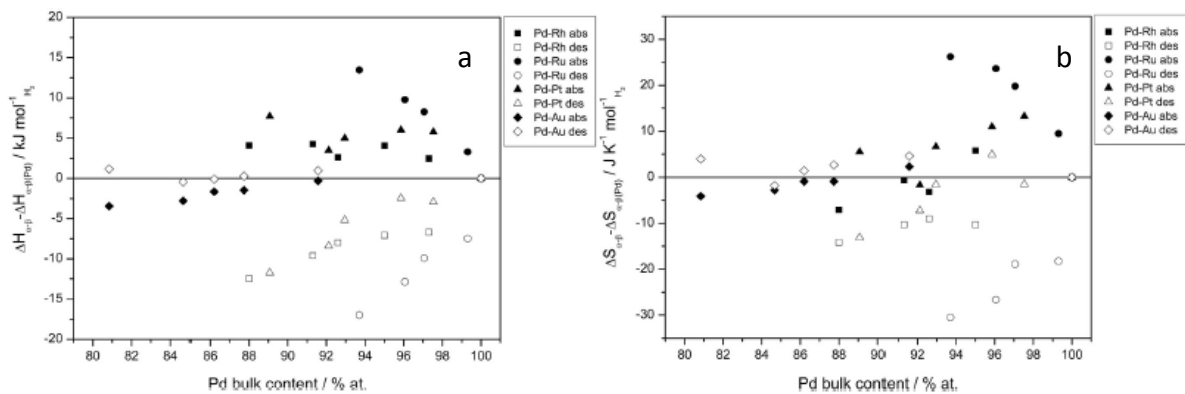 ΔH α-β -ΔH α-β(Pd) / kJ mol⁻¹ H₂
20
15
10
5
0
-5
-10
-15
-20
80 82 84 86 88 90 92 94 96 98 100
Pd bulk content / % at.
a
Pd-Rh abs
Pd-Rh des
Pd-Ru abs
Pd-Ru des
Pd-Pt abs
Pd-Pt des
Pd-Au abs
Pd-Au des
ΔS α-β -ΔS α-β(Pd) / J K⁻¹ mol⁻¹ H₂
30
20
10
0
-10
-20
-30
80 82 84 86 88 90 92 94 96 98 100
Pd bulk content / % at.
b
Pd-Rh abs
Pd-Rh des
Pd-Ru abs
Pd-Ru des
Pd-Pt abs
Pd-Pt des
Pd-Au abs
Pd-Au des